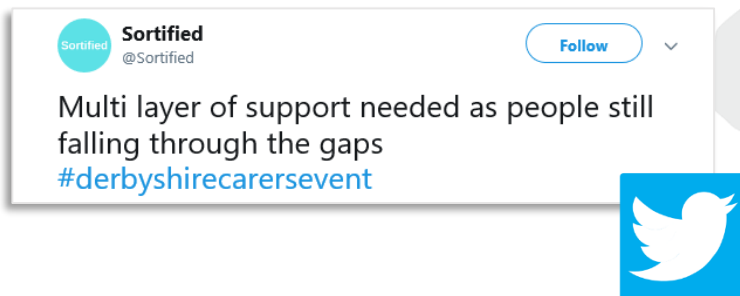 Sortified
Sortified
@Sortified
Follow
Multi layer of support needed as people still
falling through the gaps
#derbyshirecarersevent